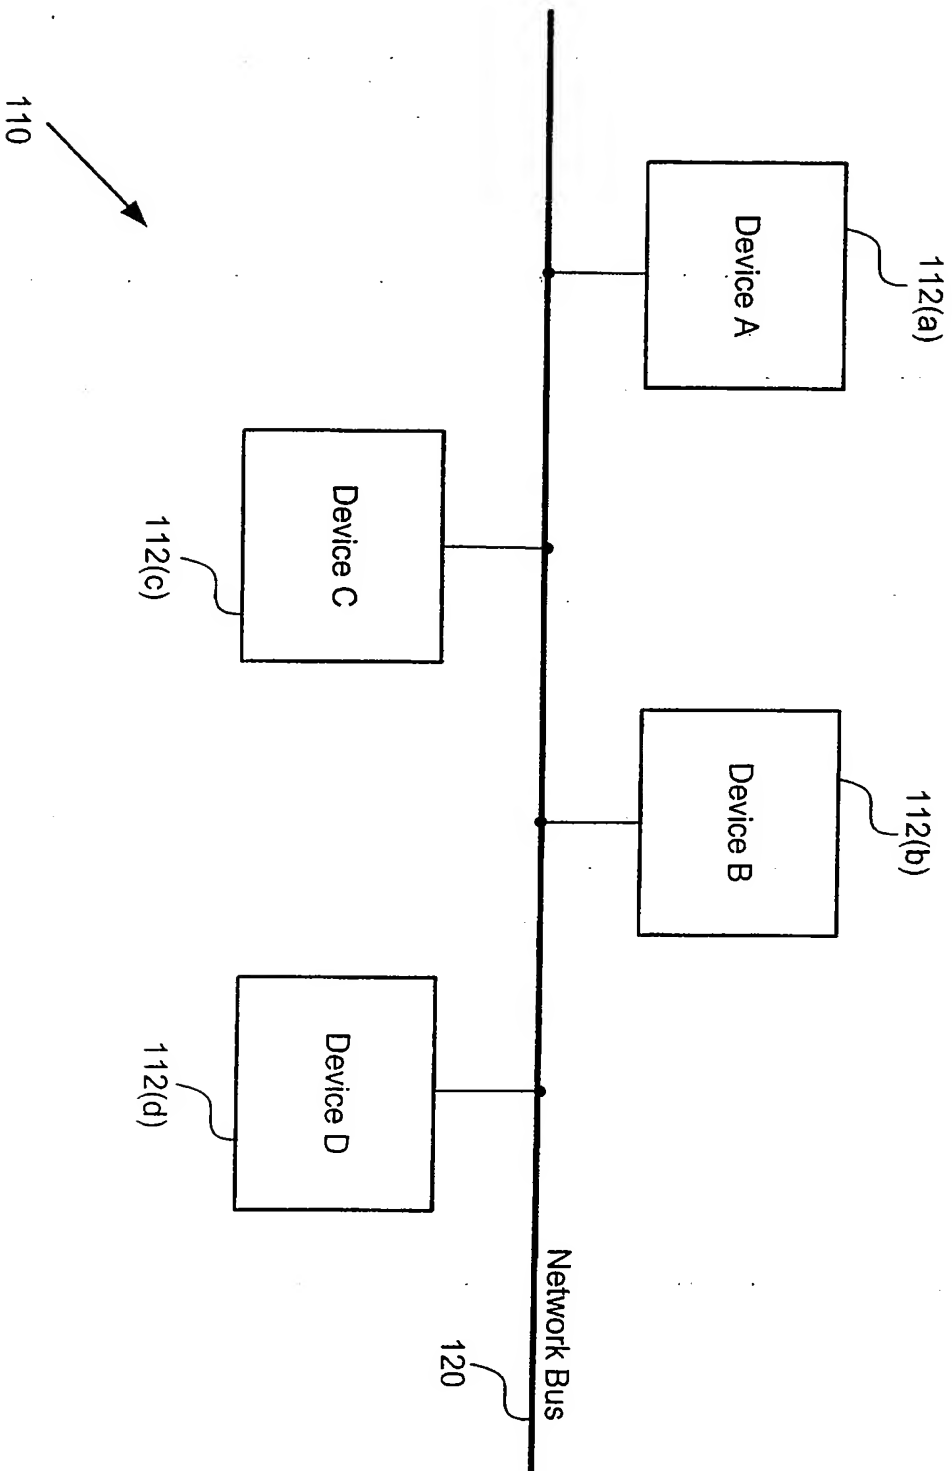 112(a)
112(b)
Device A
Device B
Network Bus
120
Device C
Device D
112(c)
112(d)
110